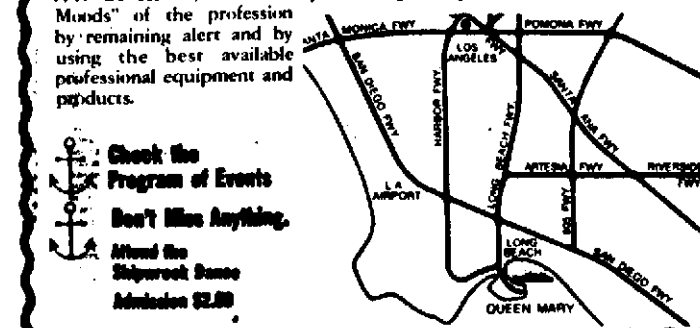 Moods" of the profession
by remaining alert and by
using the best available
professional equipment and
products.
Check the
Program of Events
Don't Miss Anything.
Attend the
Shipwreck Dance
Admission $2.00
MONICA FWY
POMONA FWY
LOS
ANGELES
FWY
SAN DIEGO FWY
HARBOR FWY
LONG BEACH FWY
SANTA ANA FWY
ARTESIA FWY
RIVERSIDE
FWY
L A
AIRPORT
605 FWY
LONG
BEACH
SAN DIEGO FWY
QUEEN MARY